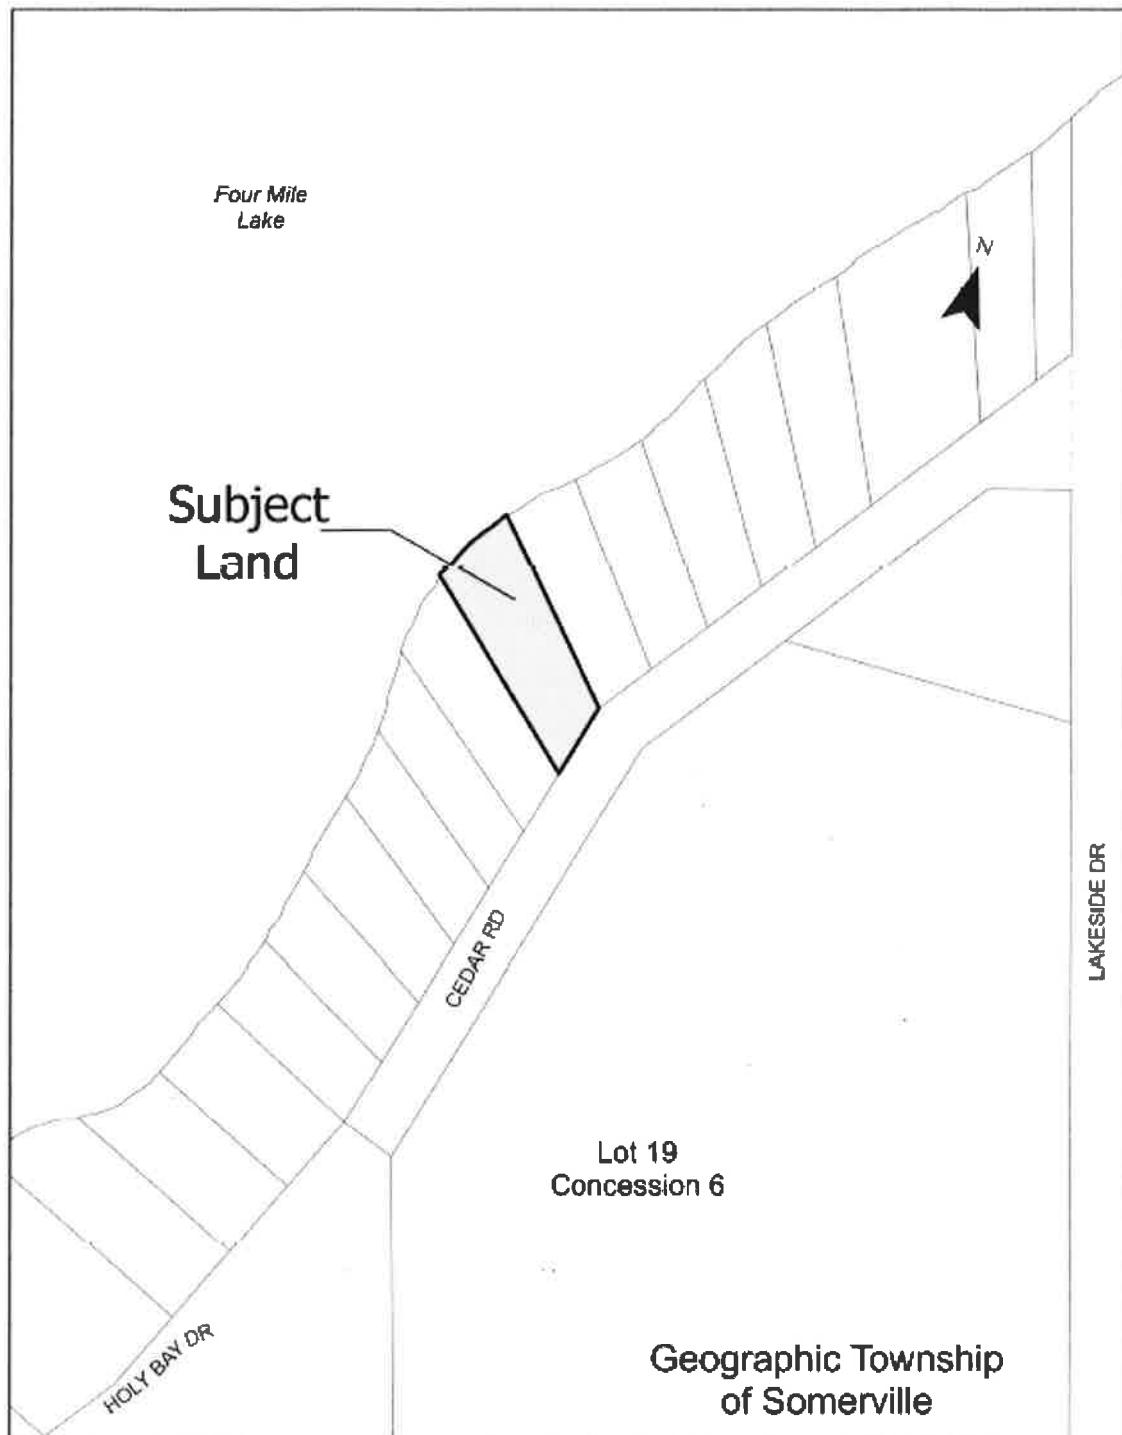 Four Mile
Lake
N
Subject
Land
CEDAR RD
LAKESIDE DR
Lot 19
Concession 6
HOLY BAY DR
Geographic Township
of Somerville